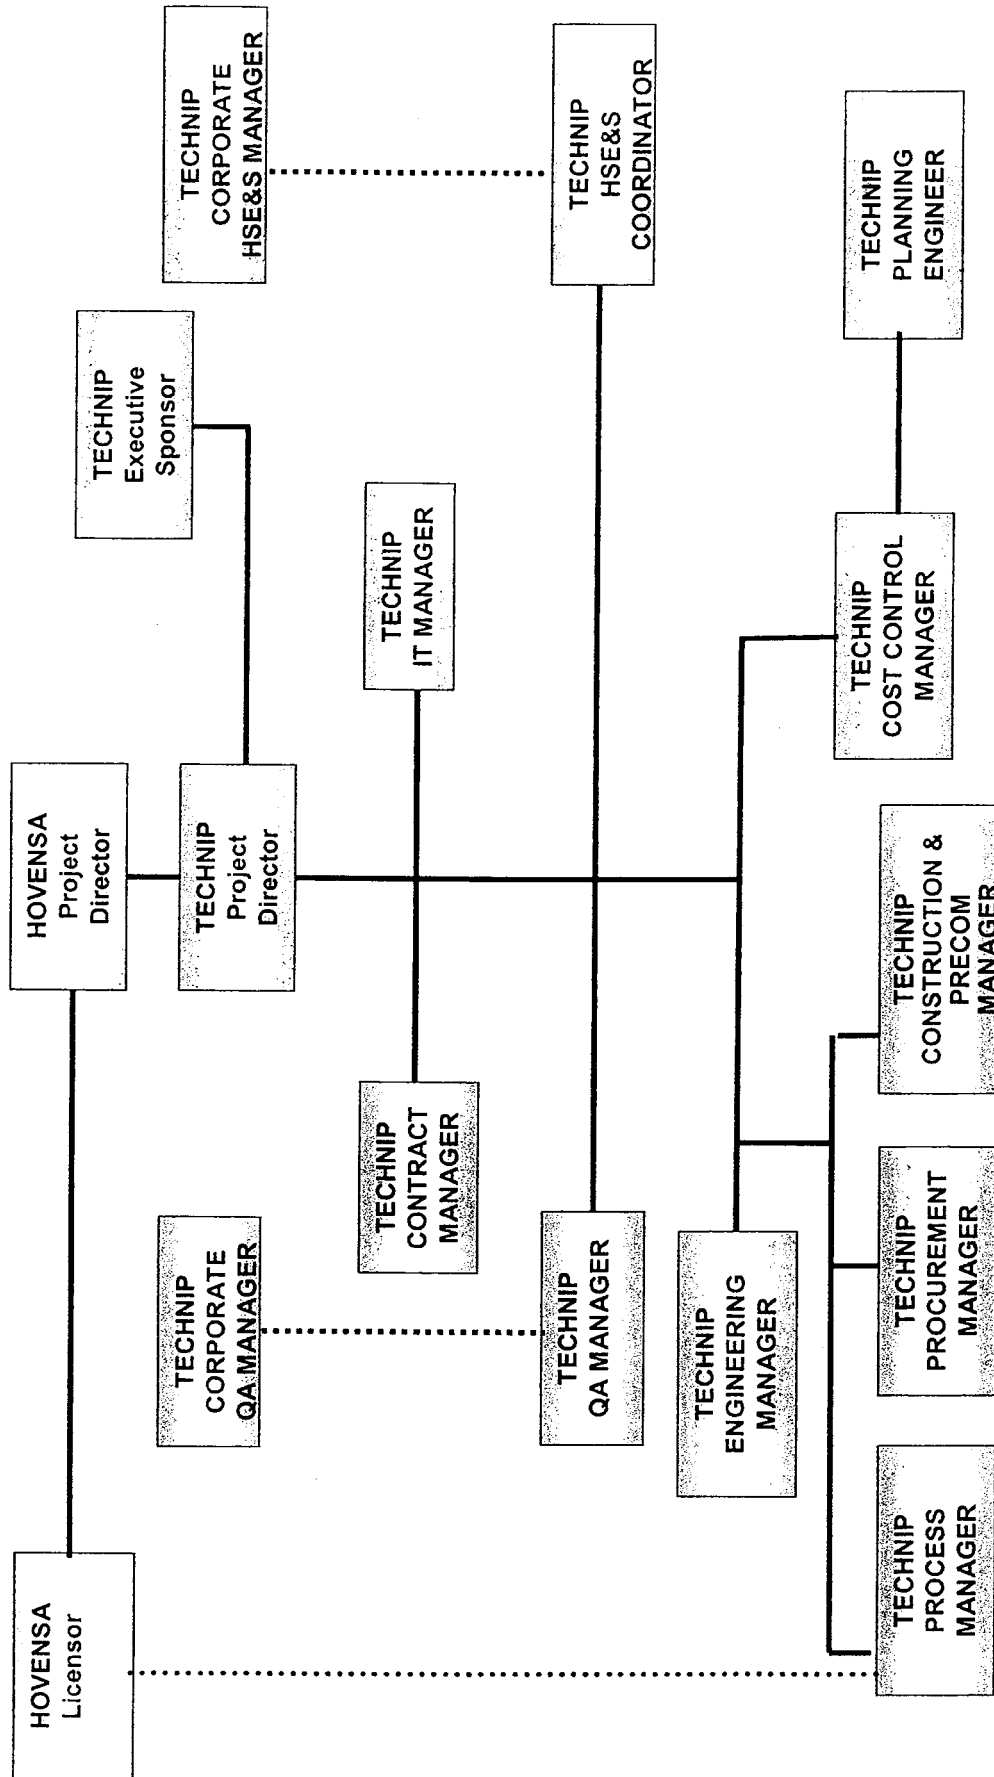 HOVENSA
Licensor
HOVENSA
Project
Director
TECHNIP
Project
Director
TECHNIP
Executive
Sponsor
TECHNIP
CORPORATE
QA MANAGER
TECHNIP
CORPORATE
HSE&S MANAGER
TECHNIP
CONTRACT
MANAGER
TECHNIP
IT MANAGER
TECHNIP
QA MANAGER
TECHNIP
HSE&S
COORDINATOR
TECHNIP
ENGINEERING
MANAGER
TECHNIP
COST CONTROL
MANAGER
TECHNIP
PLANNING
ENGINEER
TECHNIP
PROCESS
MANAGER
TECHNIP
PROCUREMENT
MANAGER
TECHNIP
CONSTRUCTION &
PRECOM
MANAGER